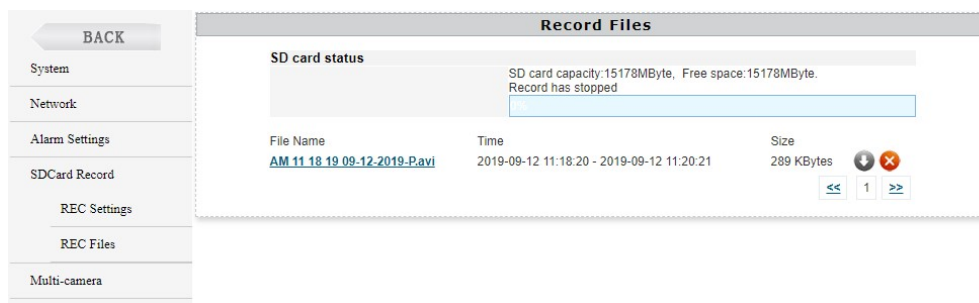 BACK
System
Network
Alarm Settings
SDCard Record
REC Settings
REC Files
Multi-camera
Record Files
SD card status
SD card capacity:15178MByte, Free space:15178MByte.
Record has stopped
0%
File Name Time Size
AM 11 18 19 09-12-2019-P.avi 2019-09-12 11:18:20 - 2019-09-12 11:20:21 289 KBytes
<< 1 >>